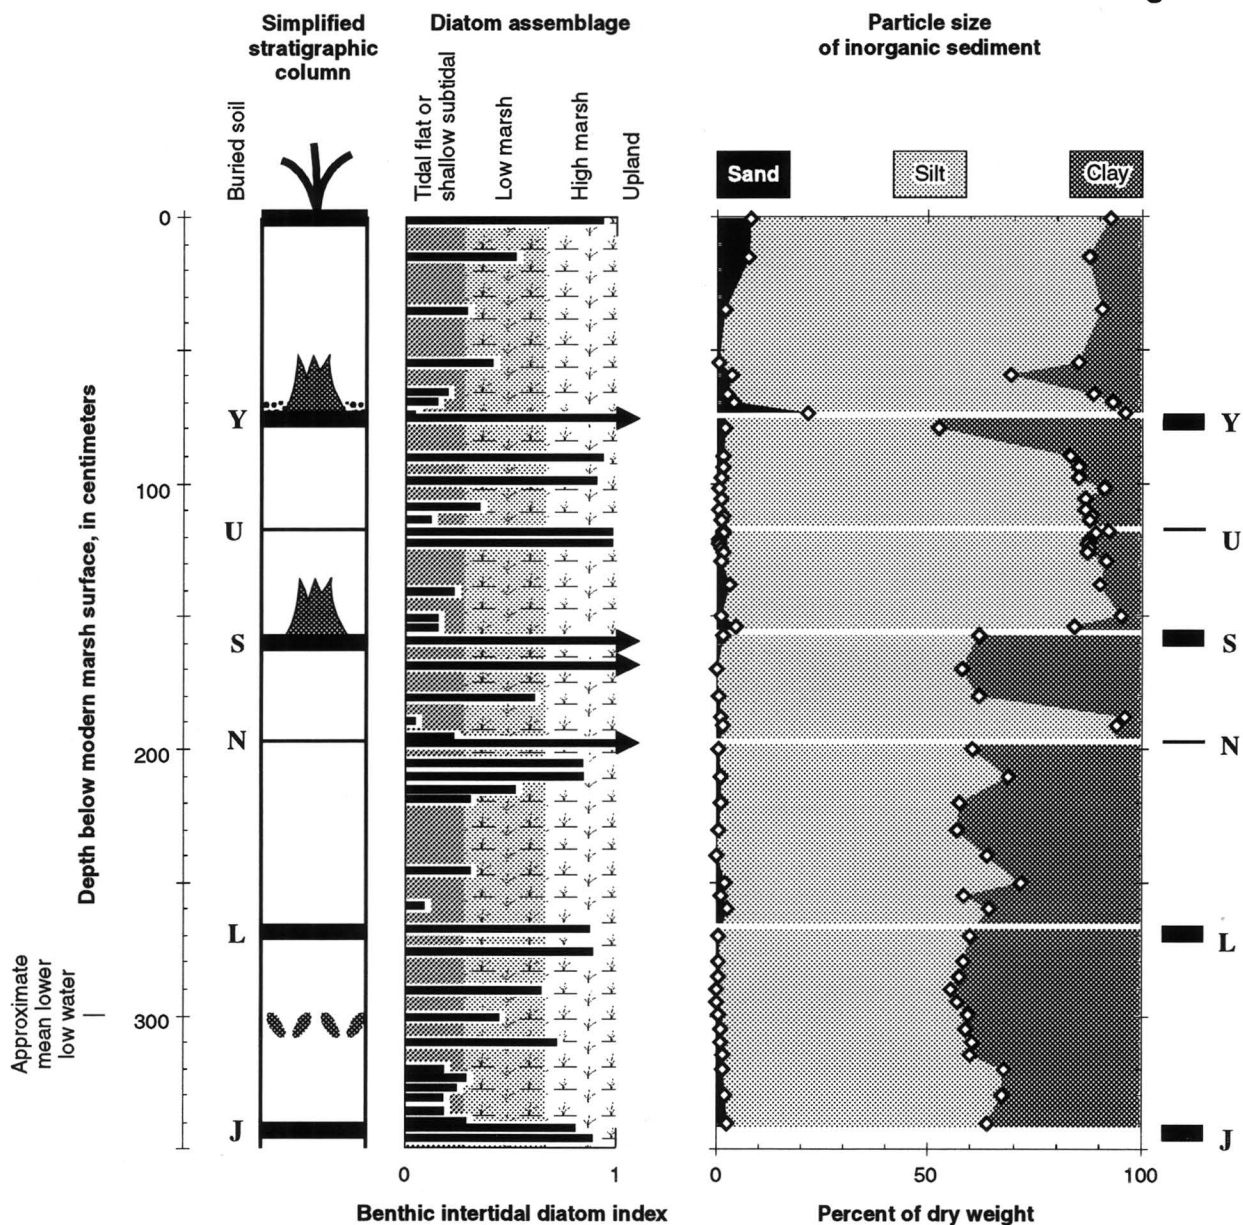 Simplified
stratigraphic
column
Diatom assemblage
Particle size
of inorganic sediment
Buried soil
Tidal flat or
shallow subtidal
Low marsh
High marsh
Upland
Sand
Silt
Clay
Depth below modern marsh surface, in centimeters
0
100
200
300
Approximate
mean lower
low water
Y
U
S
N
L
J
Y
U
S
N
L
J
0
1
0
50
100
Benthic intertidal diatom index
Percent of dry weight